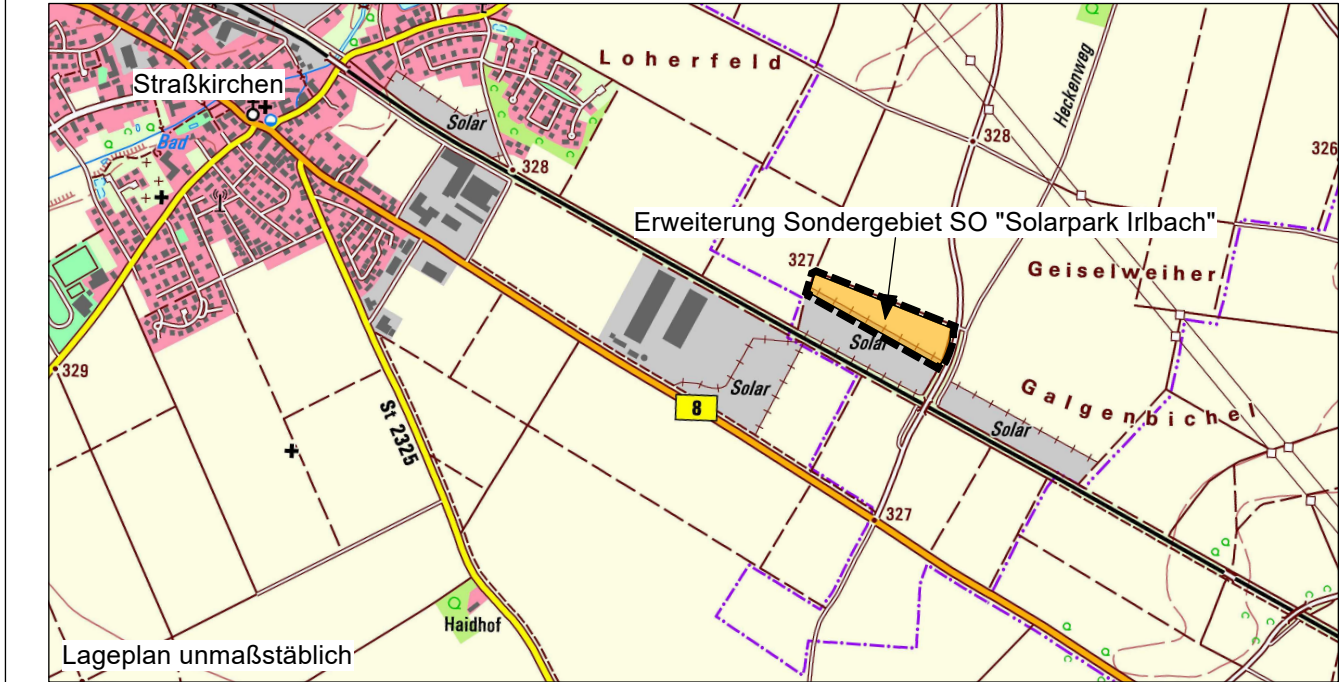 Loherfeld
Straßkirchen
Heckenweg
Solar
328
326
Bad
328
Erweiterung Sondergebiet SO "Solarpark Irlbach"
327
Geiselweiher
Solar
329
Solar
8
Galgenbichel
Solar
St 2325
327
Haidhof
Lageplan unmaßstäblich